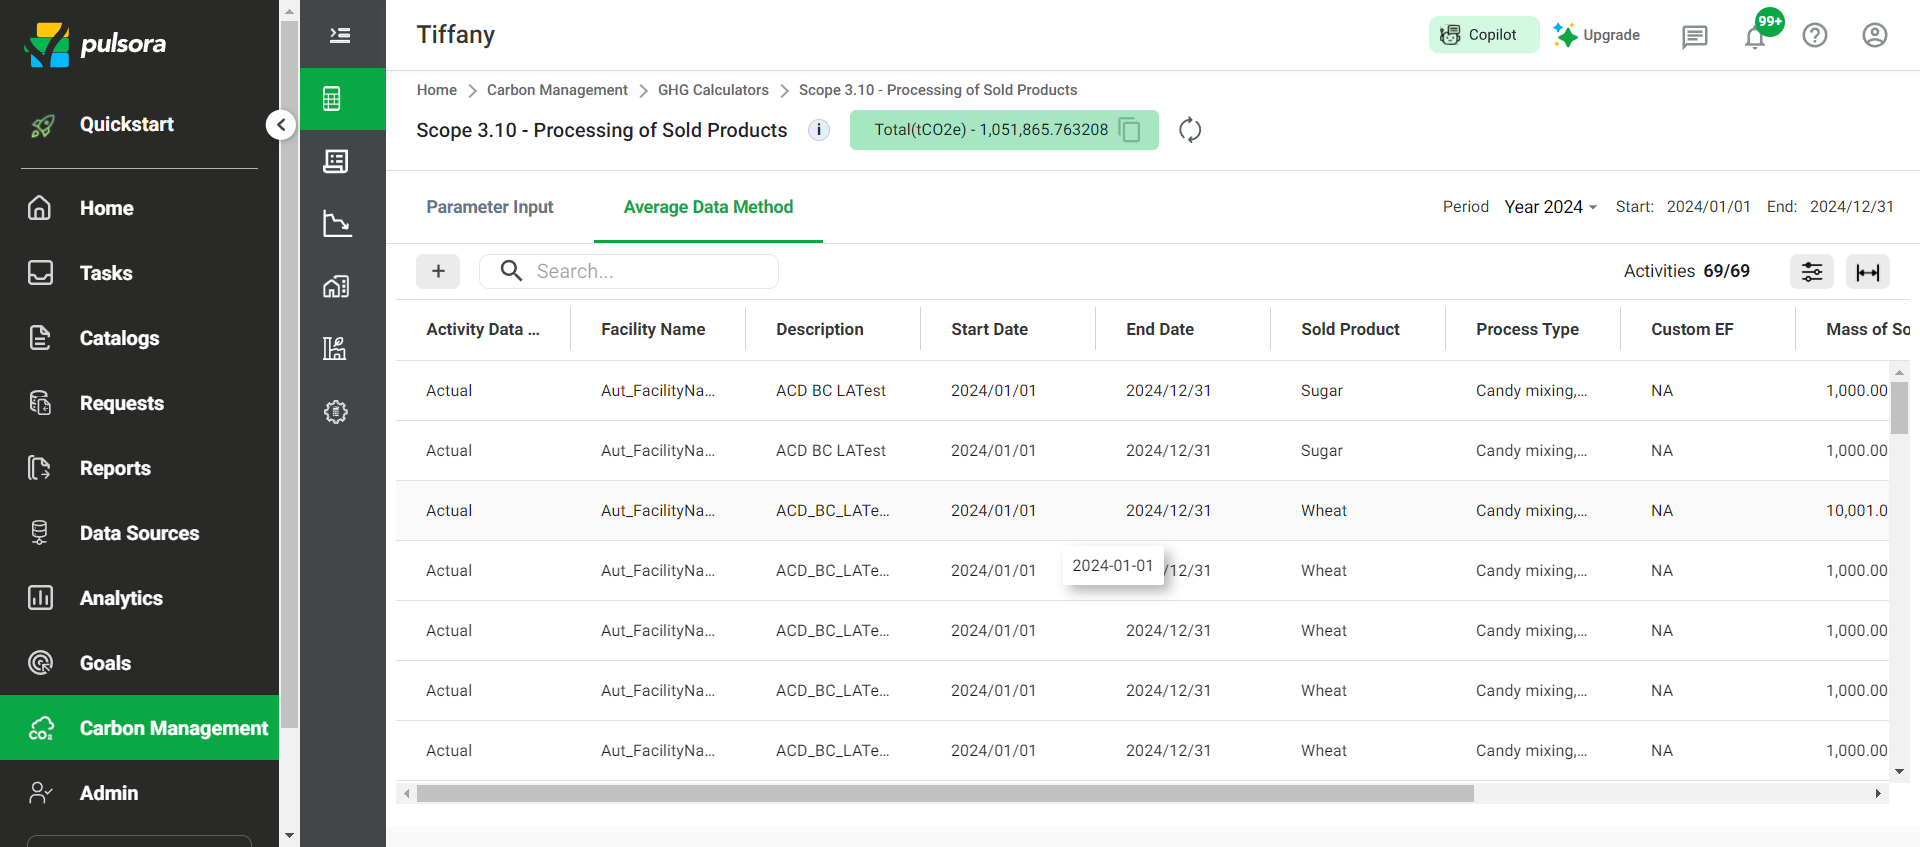 pulsora
Quickstart
Home
Tasks
Catalogs
Requests
Reports
Data Sources
Analytics
Goals
CO₂ Carbon Management
Admin
Tiffany
Copilot
Upgrade
99+
Home > Carbon Management > GHG Calculators > Scope 3.10 - Processing of Sold Products
Scope 3.10 - Processing of Sold Products
Total(tCO2e) - 1,051,865.763208
Parameter Input
Average Data Method
Period Year 2024 Start: 2024/01/01 End: 2024/12/31
+ Search...
Activities 69/69
Activity Data ... Facility Name Description Start Date End Date Sold Product Process Type Custom EF Mass of So
Actual Aut_FacilityNa... ACD BC LATest 2024/01/01 2024/12/31 Sugar Candy mixing,... NA 1,000.00
Actual Aut_FacilityNa... ACD BC LATest 2024/01/01 2024/12/31 Sugar Candy mixing,... NA 1,000.00
Actual Aut_FacilityNa... ACD_BC_LATe... 2024/01/01 2024/12/31 Wheat Candy mixing,... NA 10,001.0
Actual Aut_FacilityNa... ACD_BC_LATe... 2024/01/01 /12/31 Wheat Candy mixing,... NA 1,000.00
2024-01-01
Actual Aut_FacilityNa... ACD_BC_LATe... 2024/01/01 2024/12/31 Wheat Candy mixing,... NA 1,000.00
Actual Aut_FacilityNa... ACD_BC_LATe... 2024/01/01 2024/12/31 Wheat Candy mixing,... NA 1,000.00
Actual Aut_FacilityNa... ACD_BC_LATe... 2024/01/01 2024/12/31 Wheat Candy mixing,... NA 1,000.00